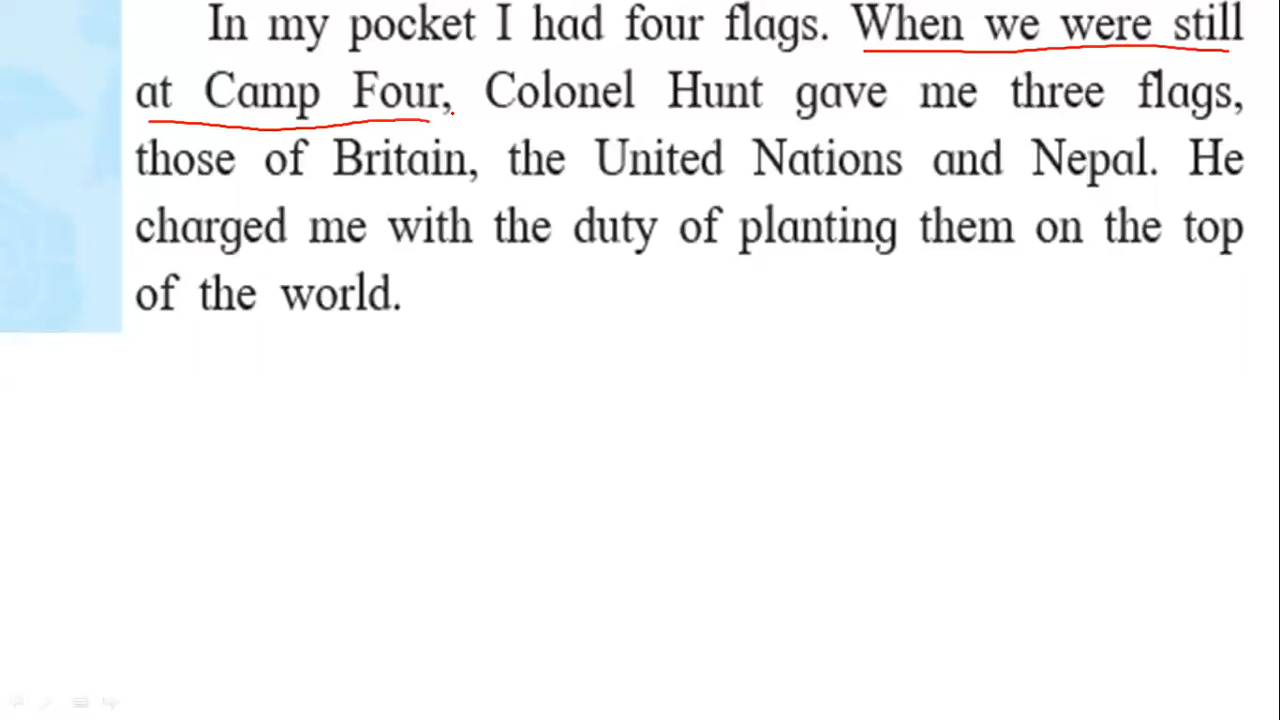 In my pocket I had four flags. When we were still
at Camp Four, Colonel Hunt gave me three flags,
those of Britain, the United Nations and Nepal. He
charged me with the duty of planting them on the top
of the world.